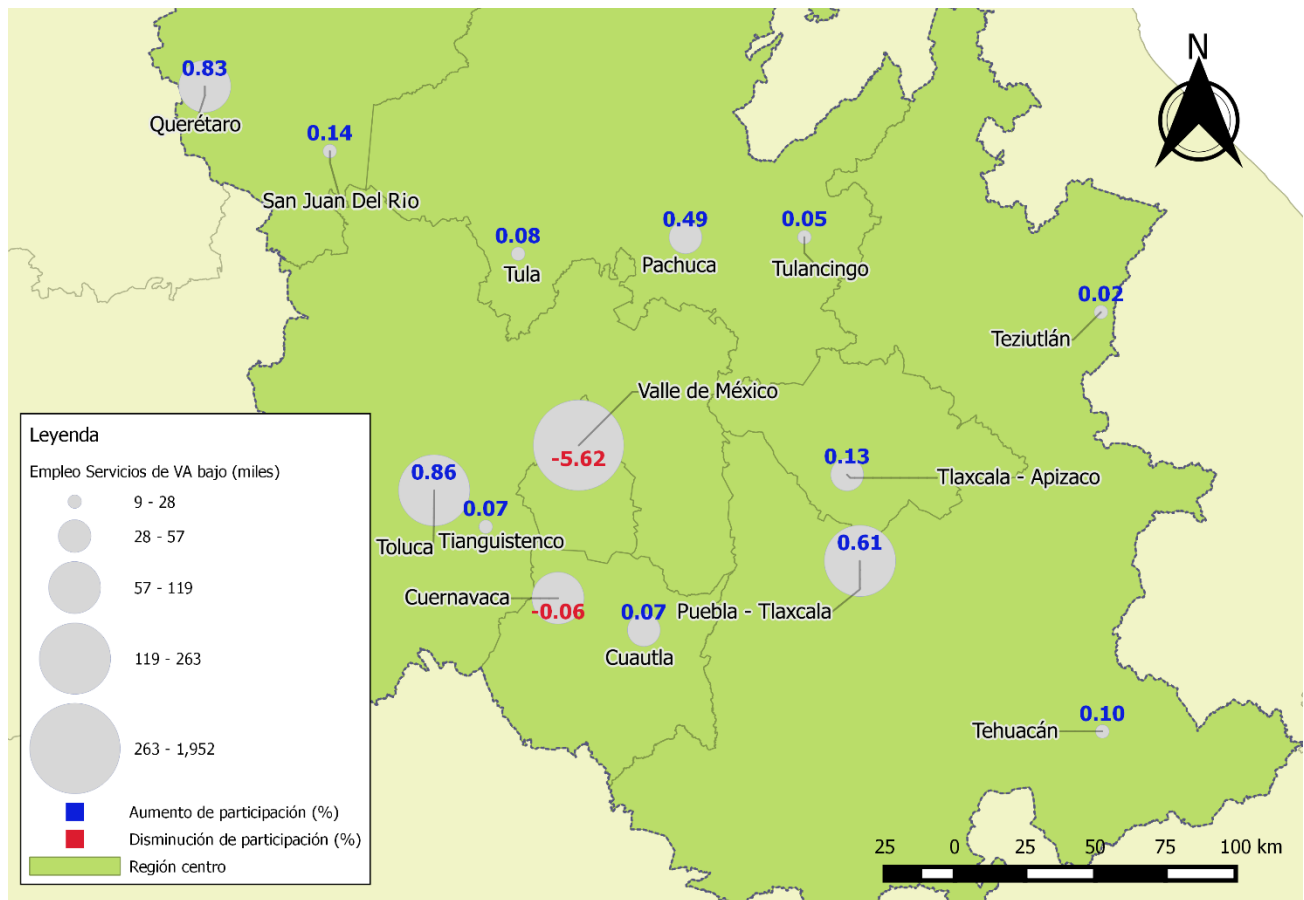 N
0.83
Querétaro
0.14
San Juan Del Rio
0.08
Tula
0.49
Pachuca
0.05
Tulancingo
0.02
Teziutlán
Valle de México
-5.62
0.86
0.07
Toluca
Tianguistenco
0.13
Tlaxcala - Apizaco
0.61
Puebla - Tlaxcala
Cuernavaca
-0.06
0.07
Cuautla
0.10
Tehuacán
Leyenda
Empleo Servicios de VA bajo (miles)
9 - 28
28 - 57
57 - 119
119 - 263
263 - 1,952
Aumento de participación (%)
Disminución de participación (%)
Región centro
25 0 25 50 75 100 km